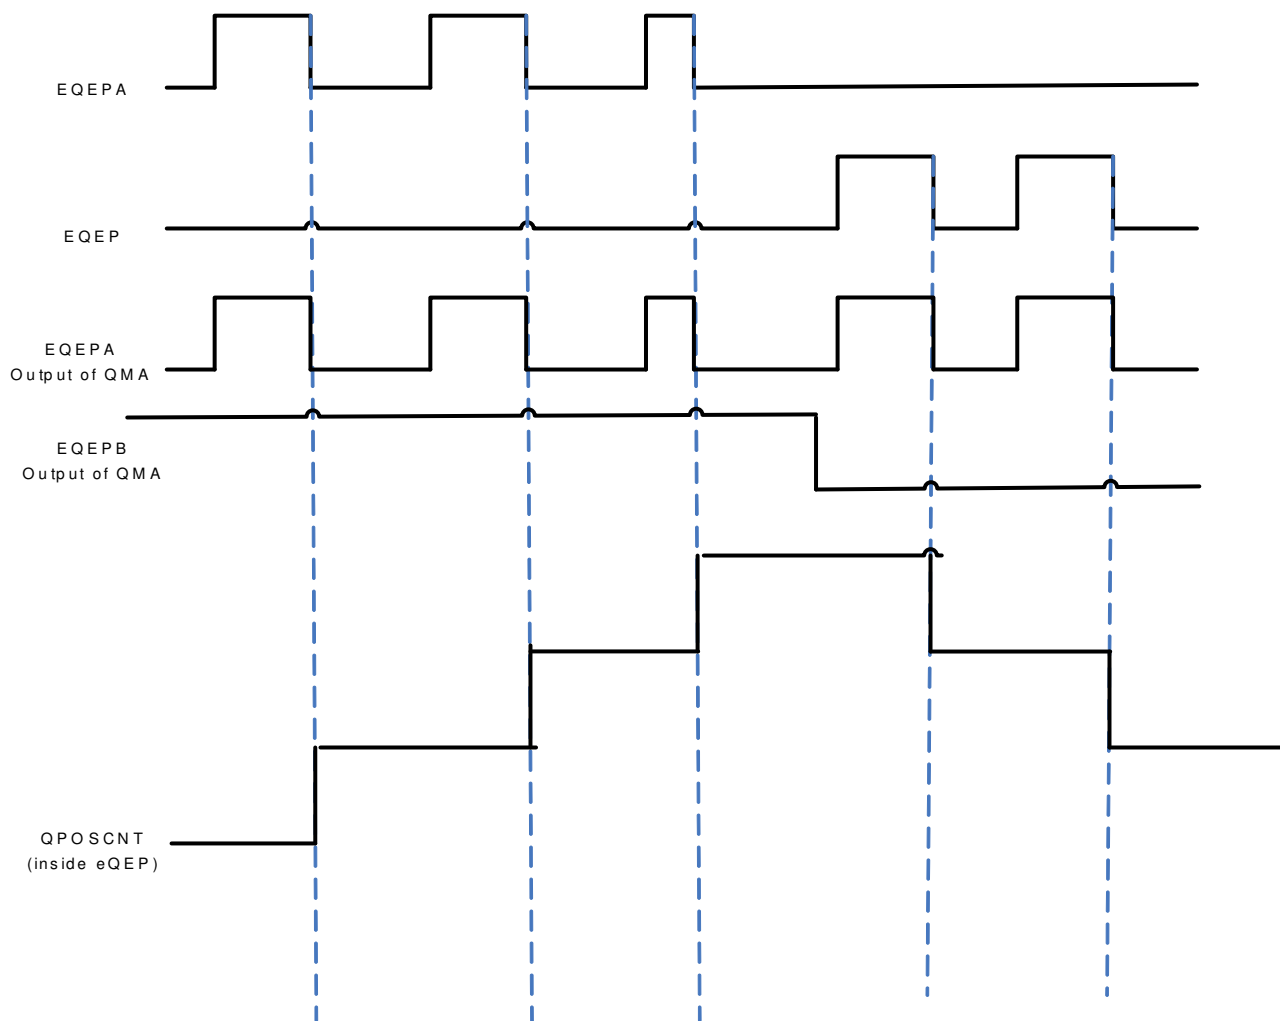 EQEPA
EQEP
EQEPA
Output of QMA
EQEPB
Output of QMA
QPOSCNT
(inside eQEP)